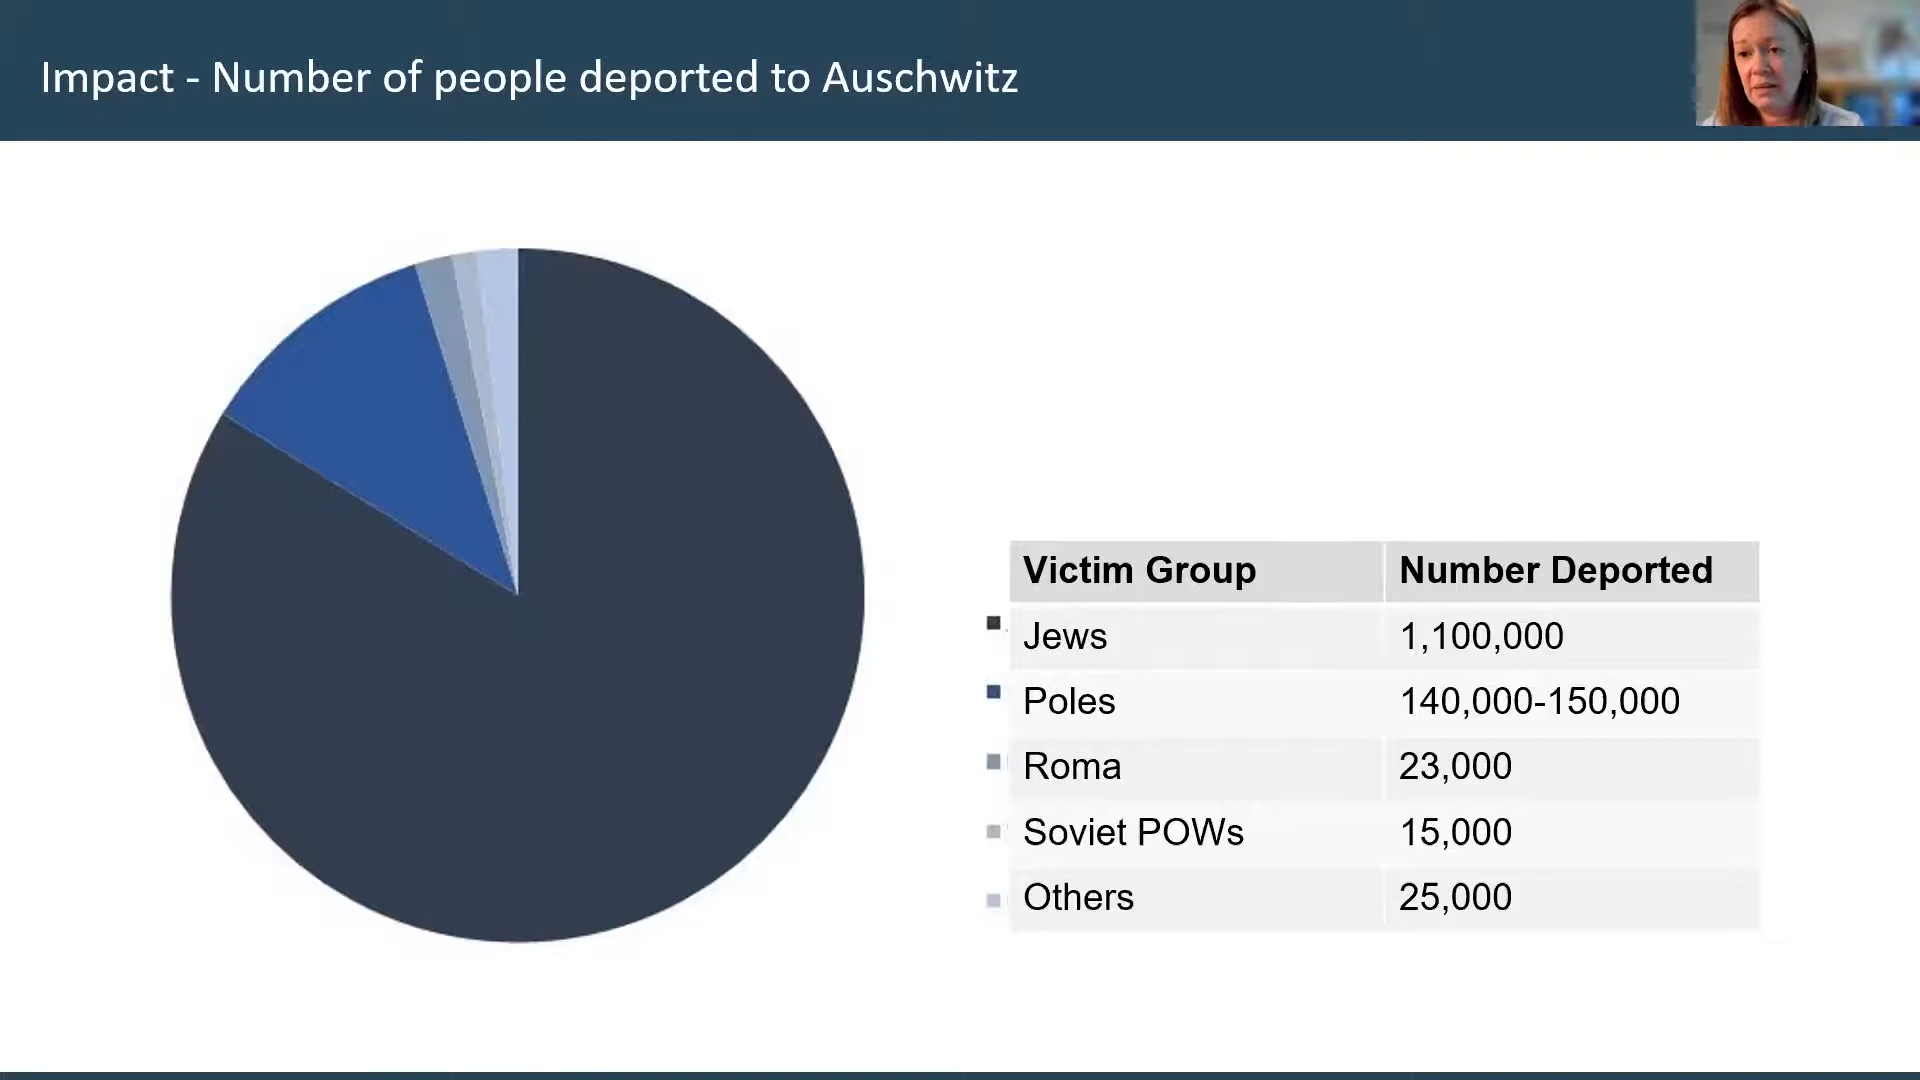 Impact - Number of people deported to Auschwitz
Victim Group Number Deported
Jews 1,100,000
Poles 140,000-150,000
Roma 23,000
Soviet POWs 15,000
Others 25,000